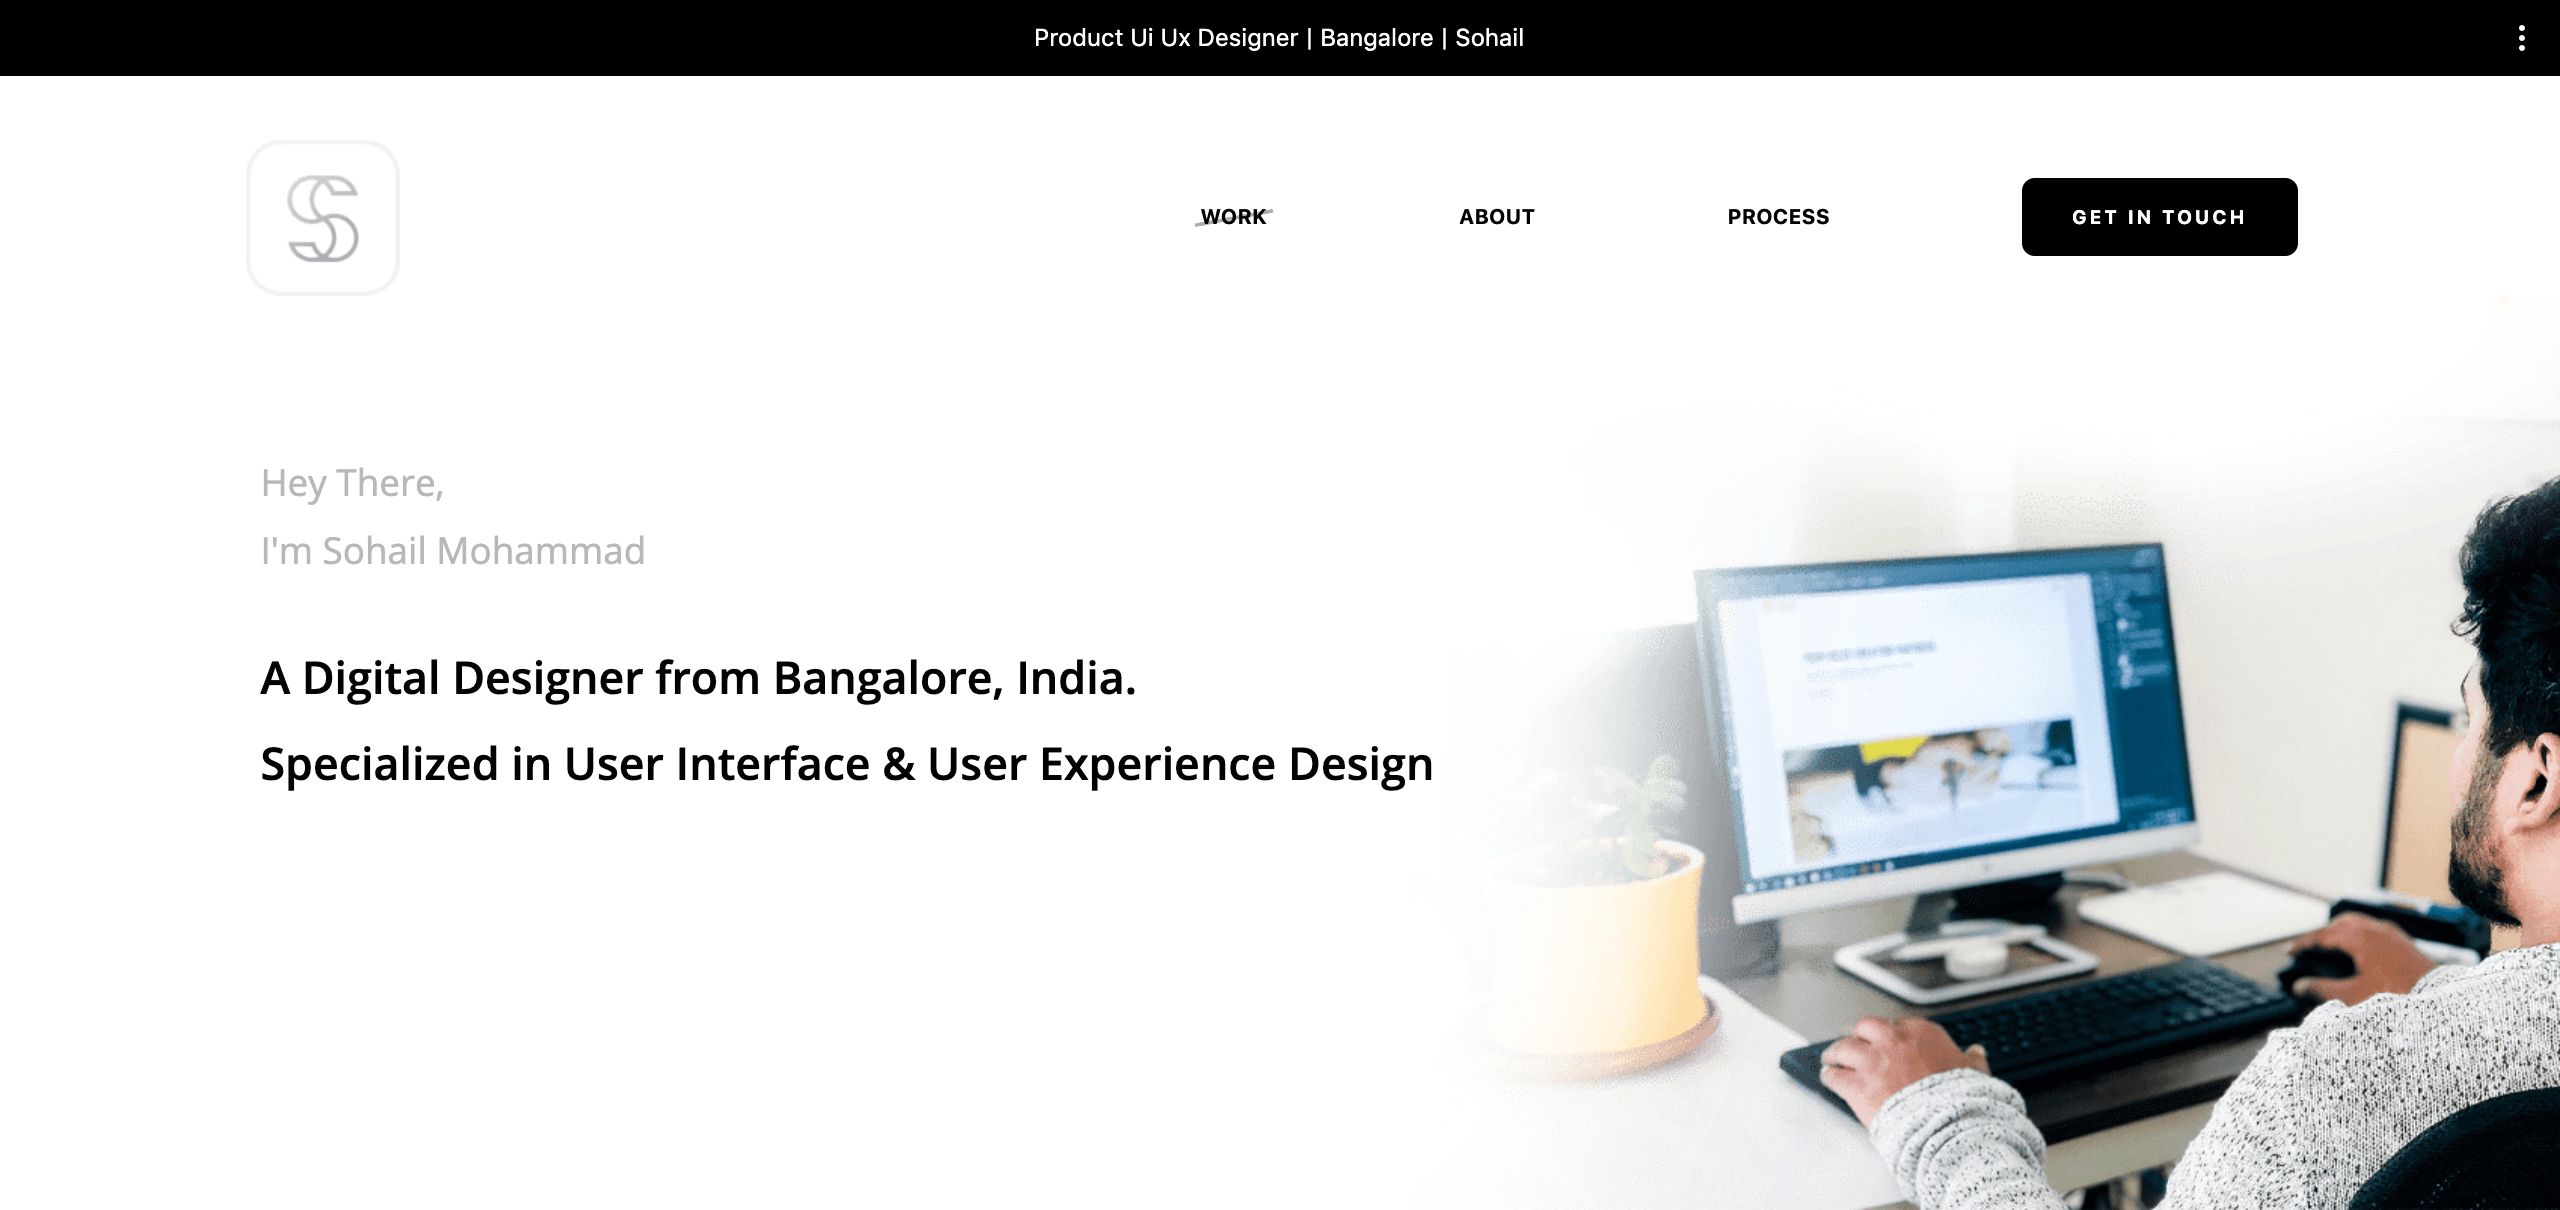 Product Ui Ux Designer | Bangalore | Sohail
S
WORK
ABOUT
PROCESS
GET IN TOUCH
Hey There,
I'm Sohail Mohammad
A Digital Designer from Bangalore, India.
Specialized in User Interface & User Experience Design